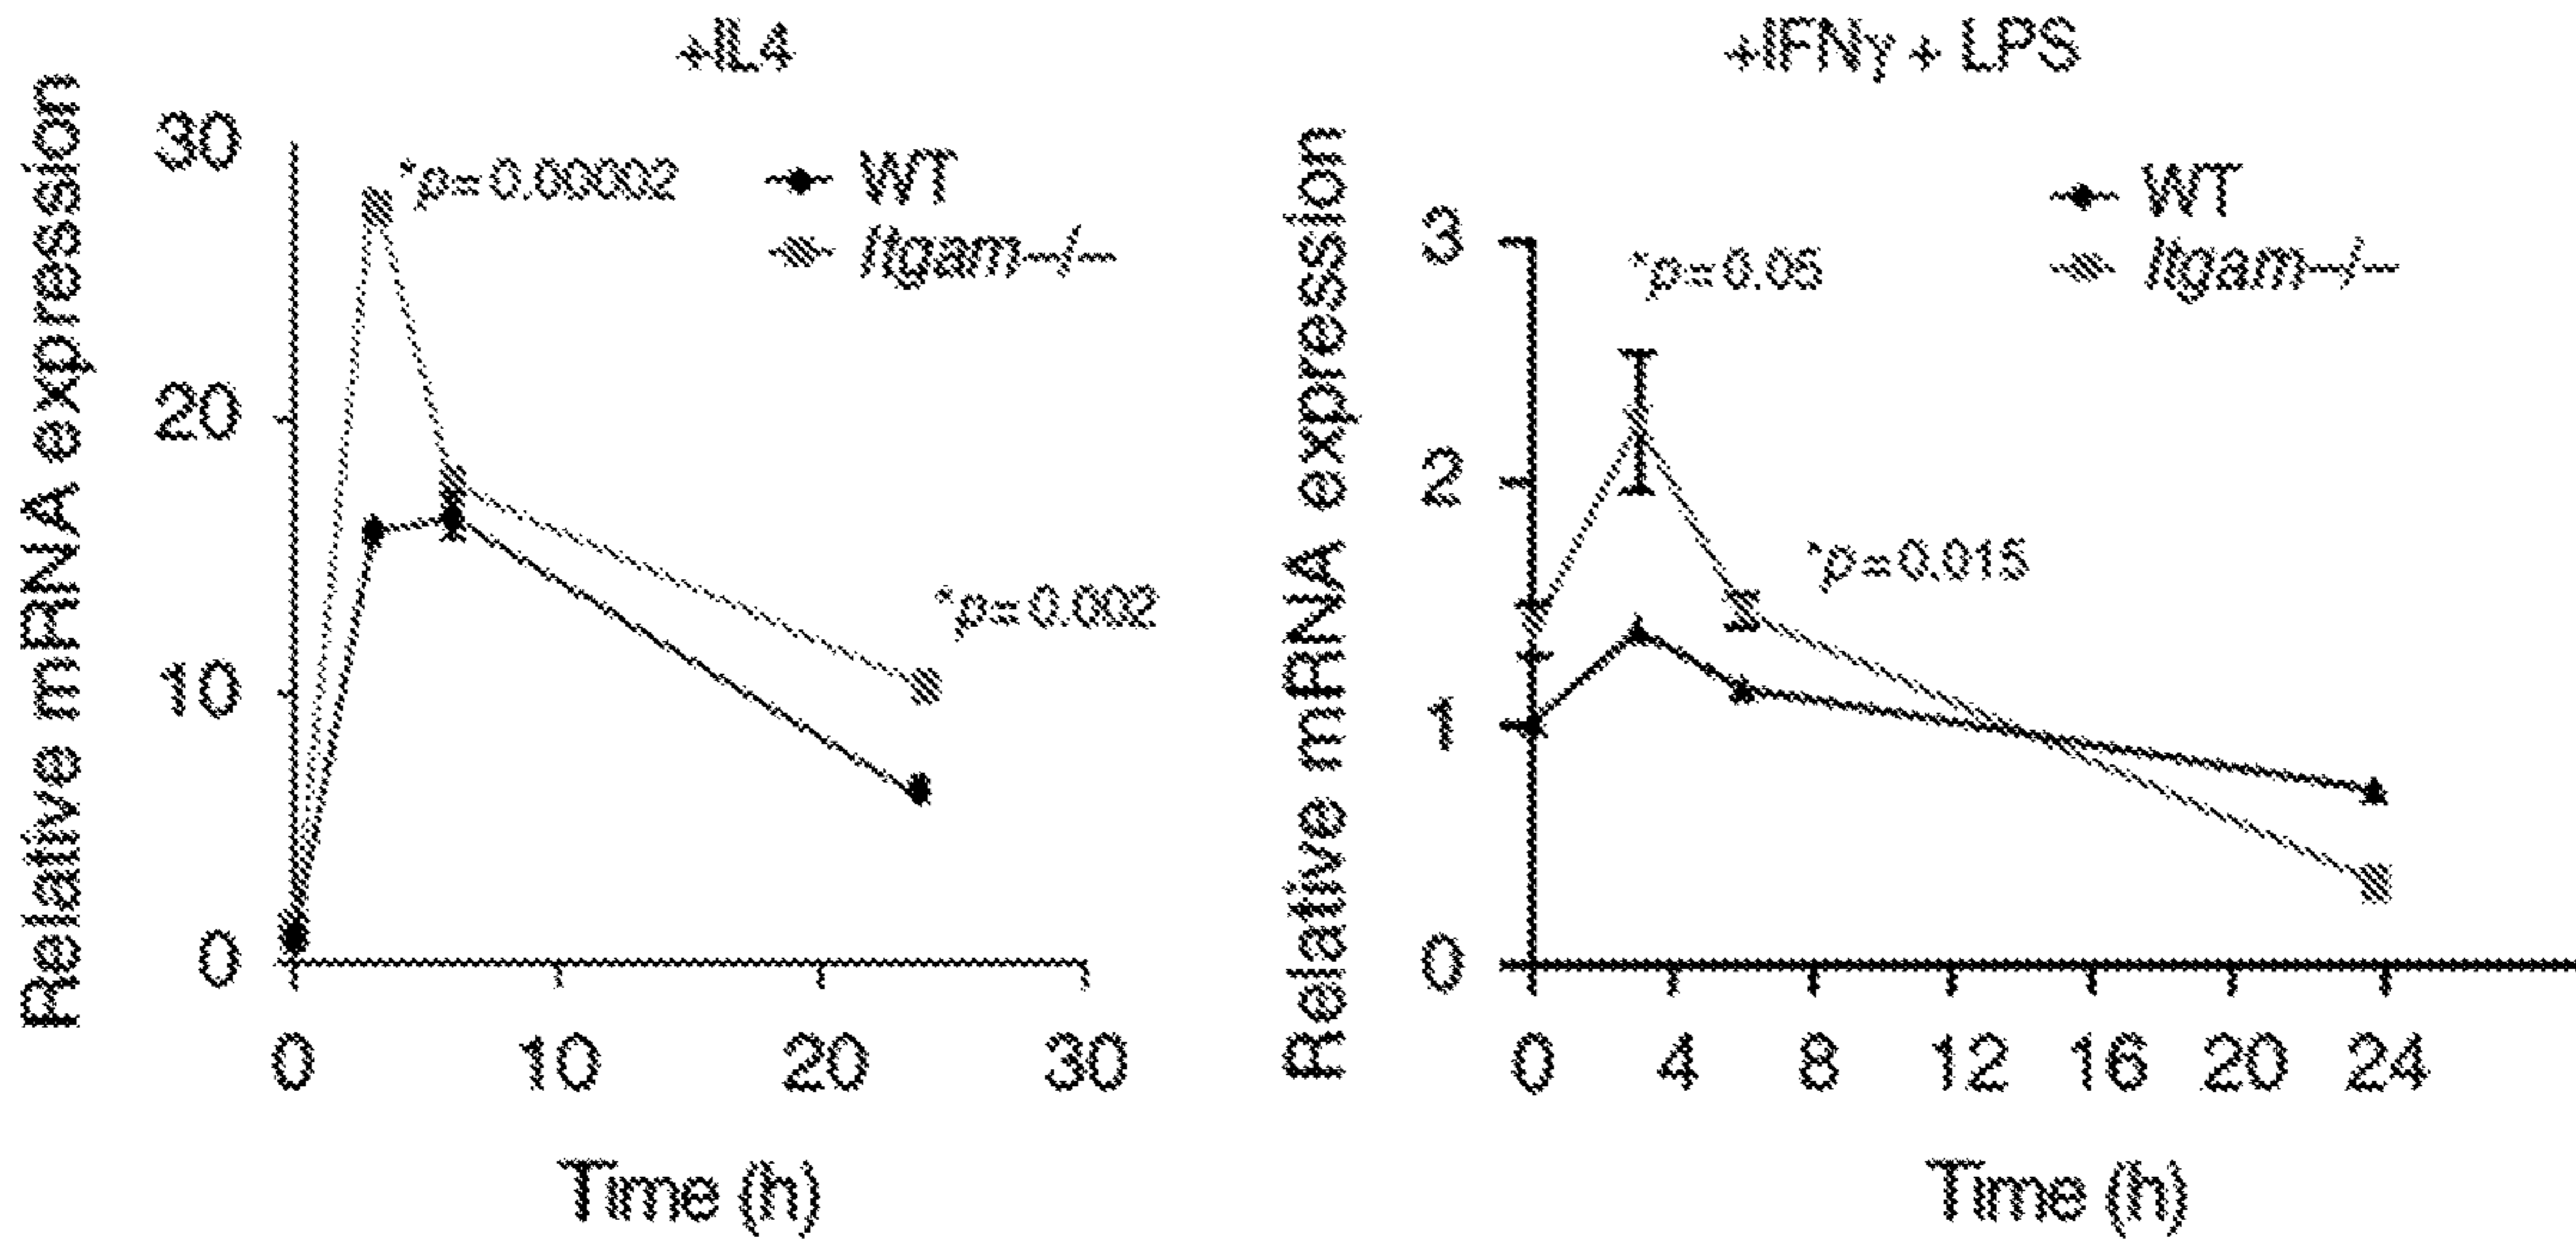 +IL4
Relative mRNA expression
30
20
10
0
*p=0.00002
WT
Itgam-/-
*p=0.002
0 10 20 30
Time (h)
+IFNγ + LPS
Relative mRNA expression
3
2
1
0
*p=0.05
WT
Itgam-/-
*p=0.015
0 4 8 12 16 20 24
Time (h)